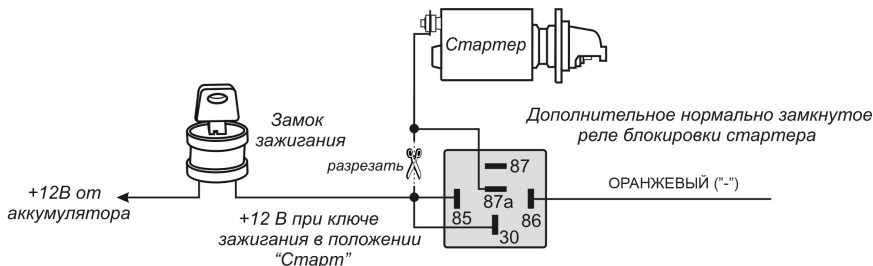 Стартер
Замок
зажигания
Дополнительное нормально замкнутое
реле блокировки стартера
разрезать
87
+12В от
аккумулятора
87a
ОРАНЖЕВЫЙ ("-")
85
86
+12 В при ключе
зажигания в положении
"Старт"
30